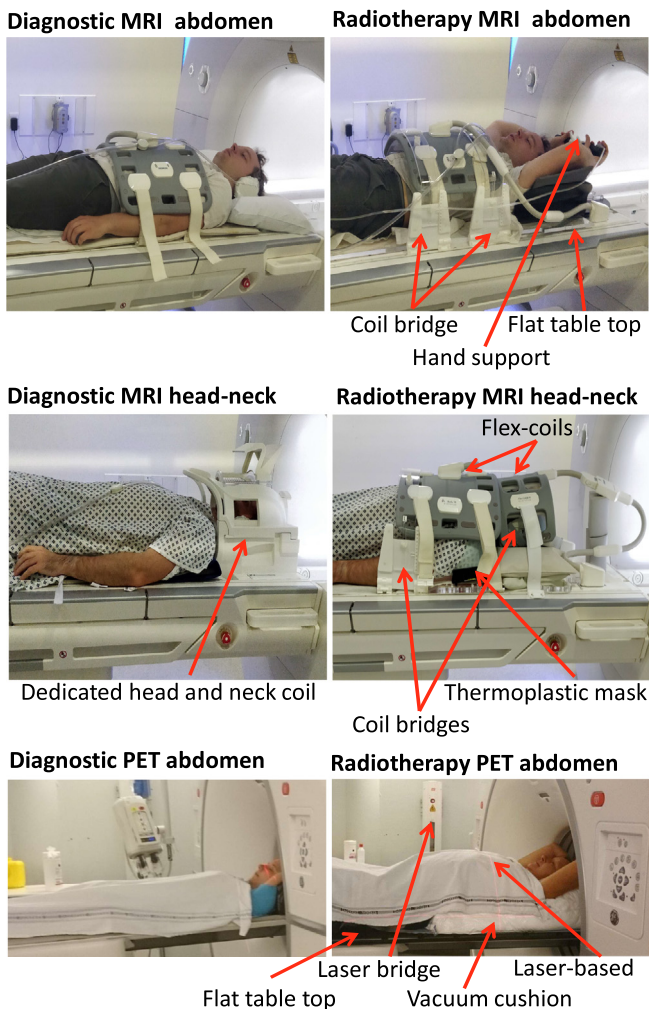 Diagnostic MRI abdomen
Radiotherapy MRI abdomen
Coil bridge
Flat table top
Hand support
Diagnostic MRI head-neck
Radiotherapy MRI head-neck
Flex-coils
Dedicated head and neck coil
Thermoplastic mask
Coil bridges
Diagnostic PET abdomen
Radiotherapy PET abdomen
Laser bridge
Laser-based
Flat table top
Vacuum cushion